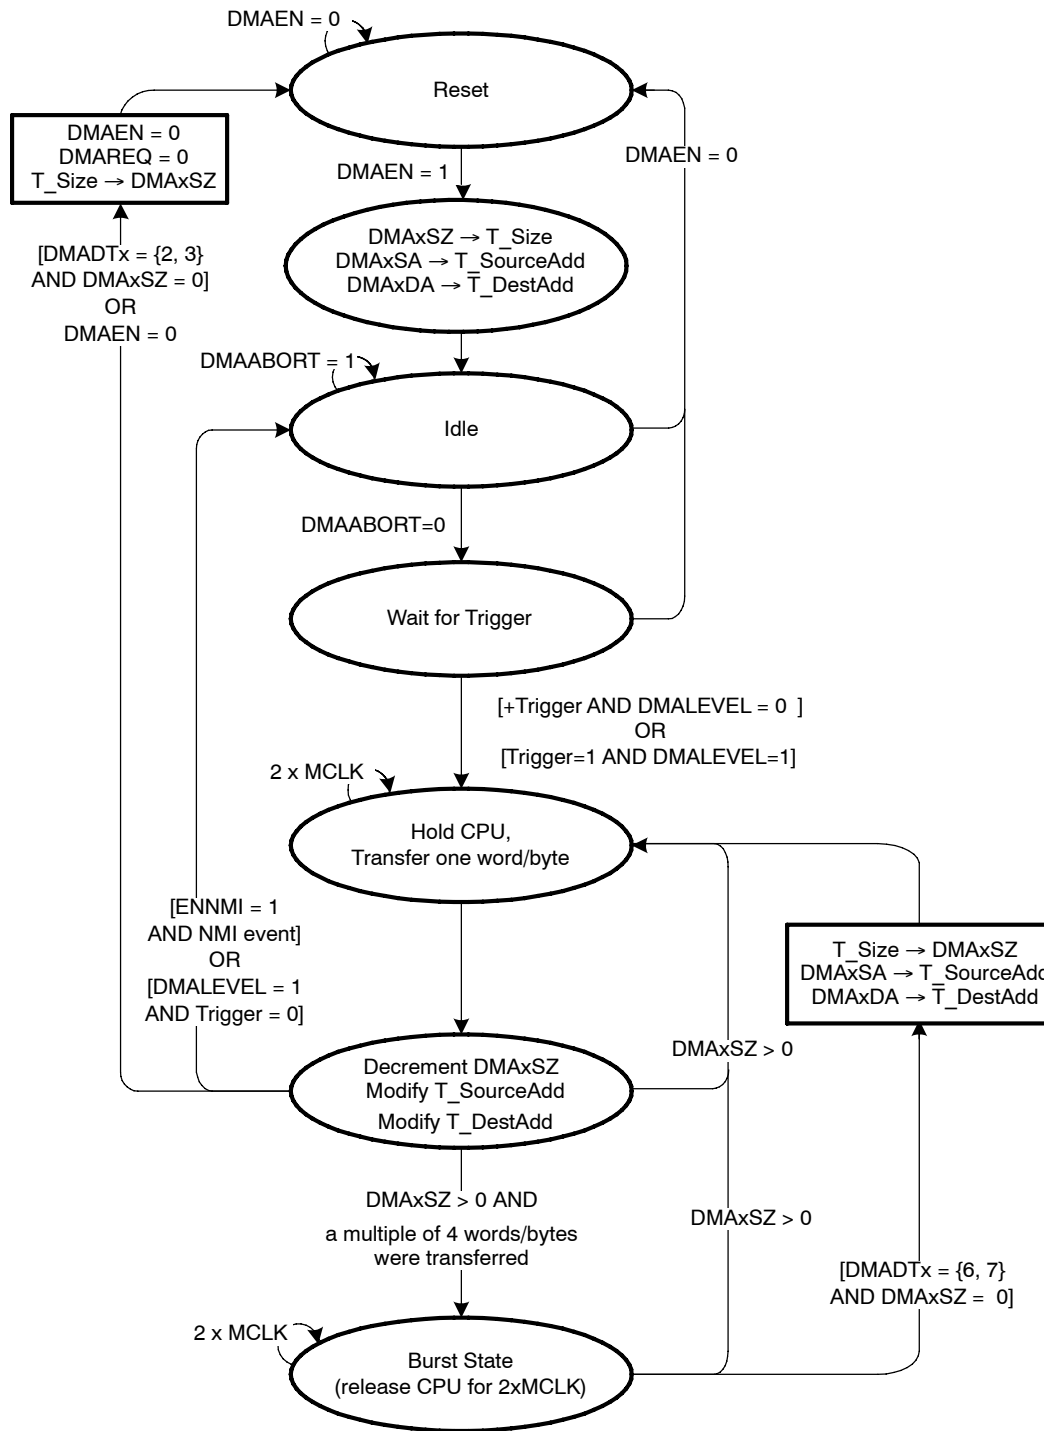 DMAEN = 0
Reset
DMAEN = 0
DMAREQ = 0
T_Size → DMAxSZ
DMAEN = 0
DMAEN = 1
DMAxSZ → T_Size
DMAxSA → T_SourceAdd
DMAxDA → T_DestAdd
[DMADTx = {2, 3}
AND DMAxSZ = 0]
OR
DMAEN = 0
DMAABORT = 1
Idle
DMAABORT=0
Wait for Trigger
[+Trigger AND DMALEVEL = 0 ]
OR
[Trigger=1 AND DMALEVEL=1]
2 x MCLK
Hold CPU,
Transfer one word/byte
[ENNMI = 1
AND NMI event]
OR
[DMALEVEL = 1
AND Trigger = 0]
T_Size → DMAxSZ
DMAxSA → T_SourceAdd
DMAxDA → T_DestAdd
DMAxSZ > 0
Decrement DMAxSZ
Modify T_SourceAdd
Modify T_DestAdd
DMAxSZ > 0 AND
a multiple of 4 words/bytes
were transferred
DMAxSZ > 0
[DMADTx = {6, 7}
AND DMAxSZ = 0]
2 x MCLK
Burst State
(release CPU for 2xMCLK)